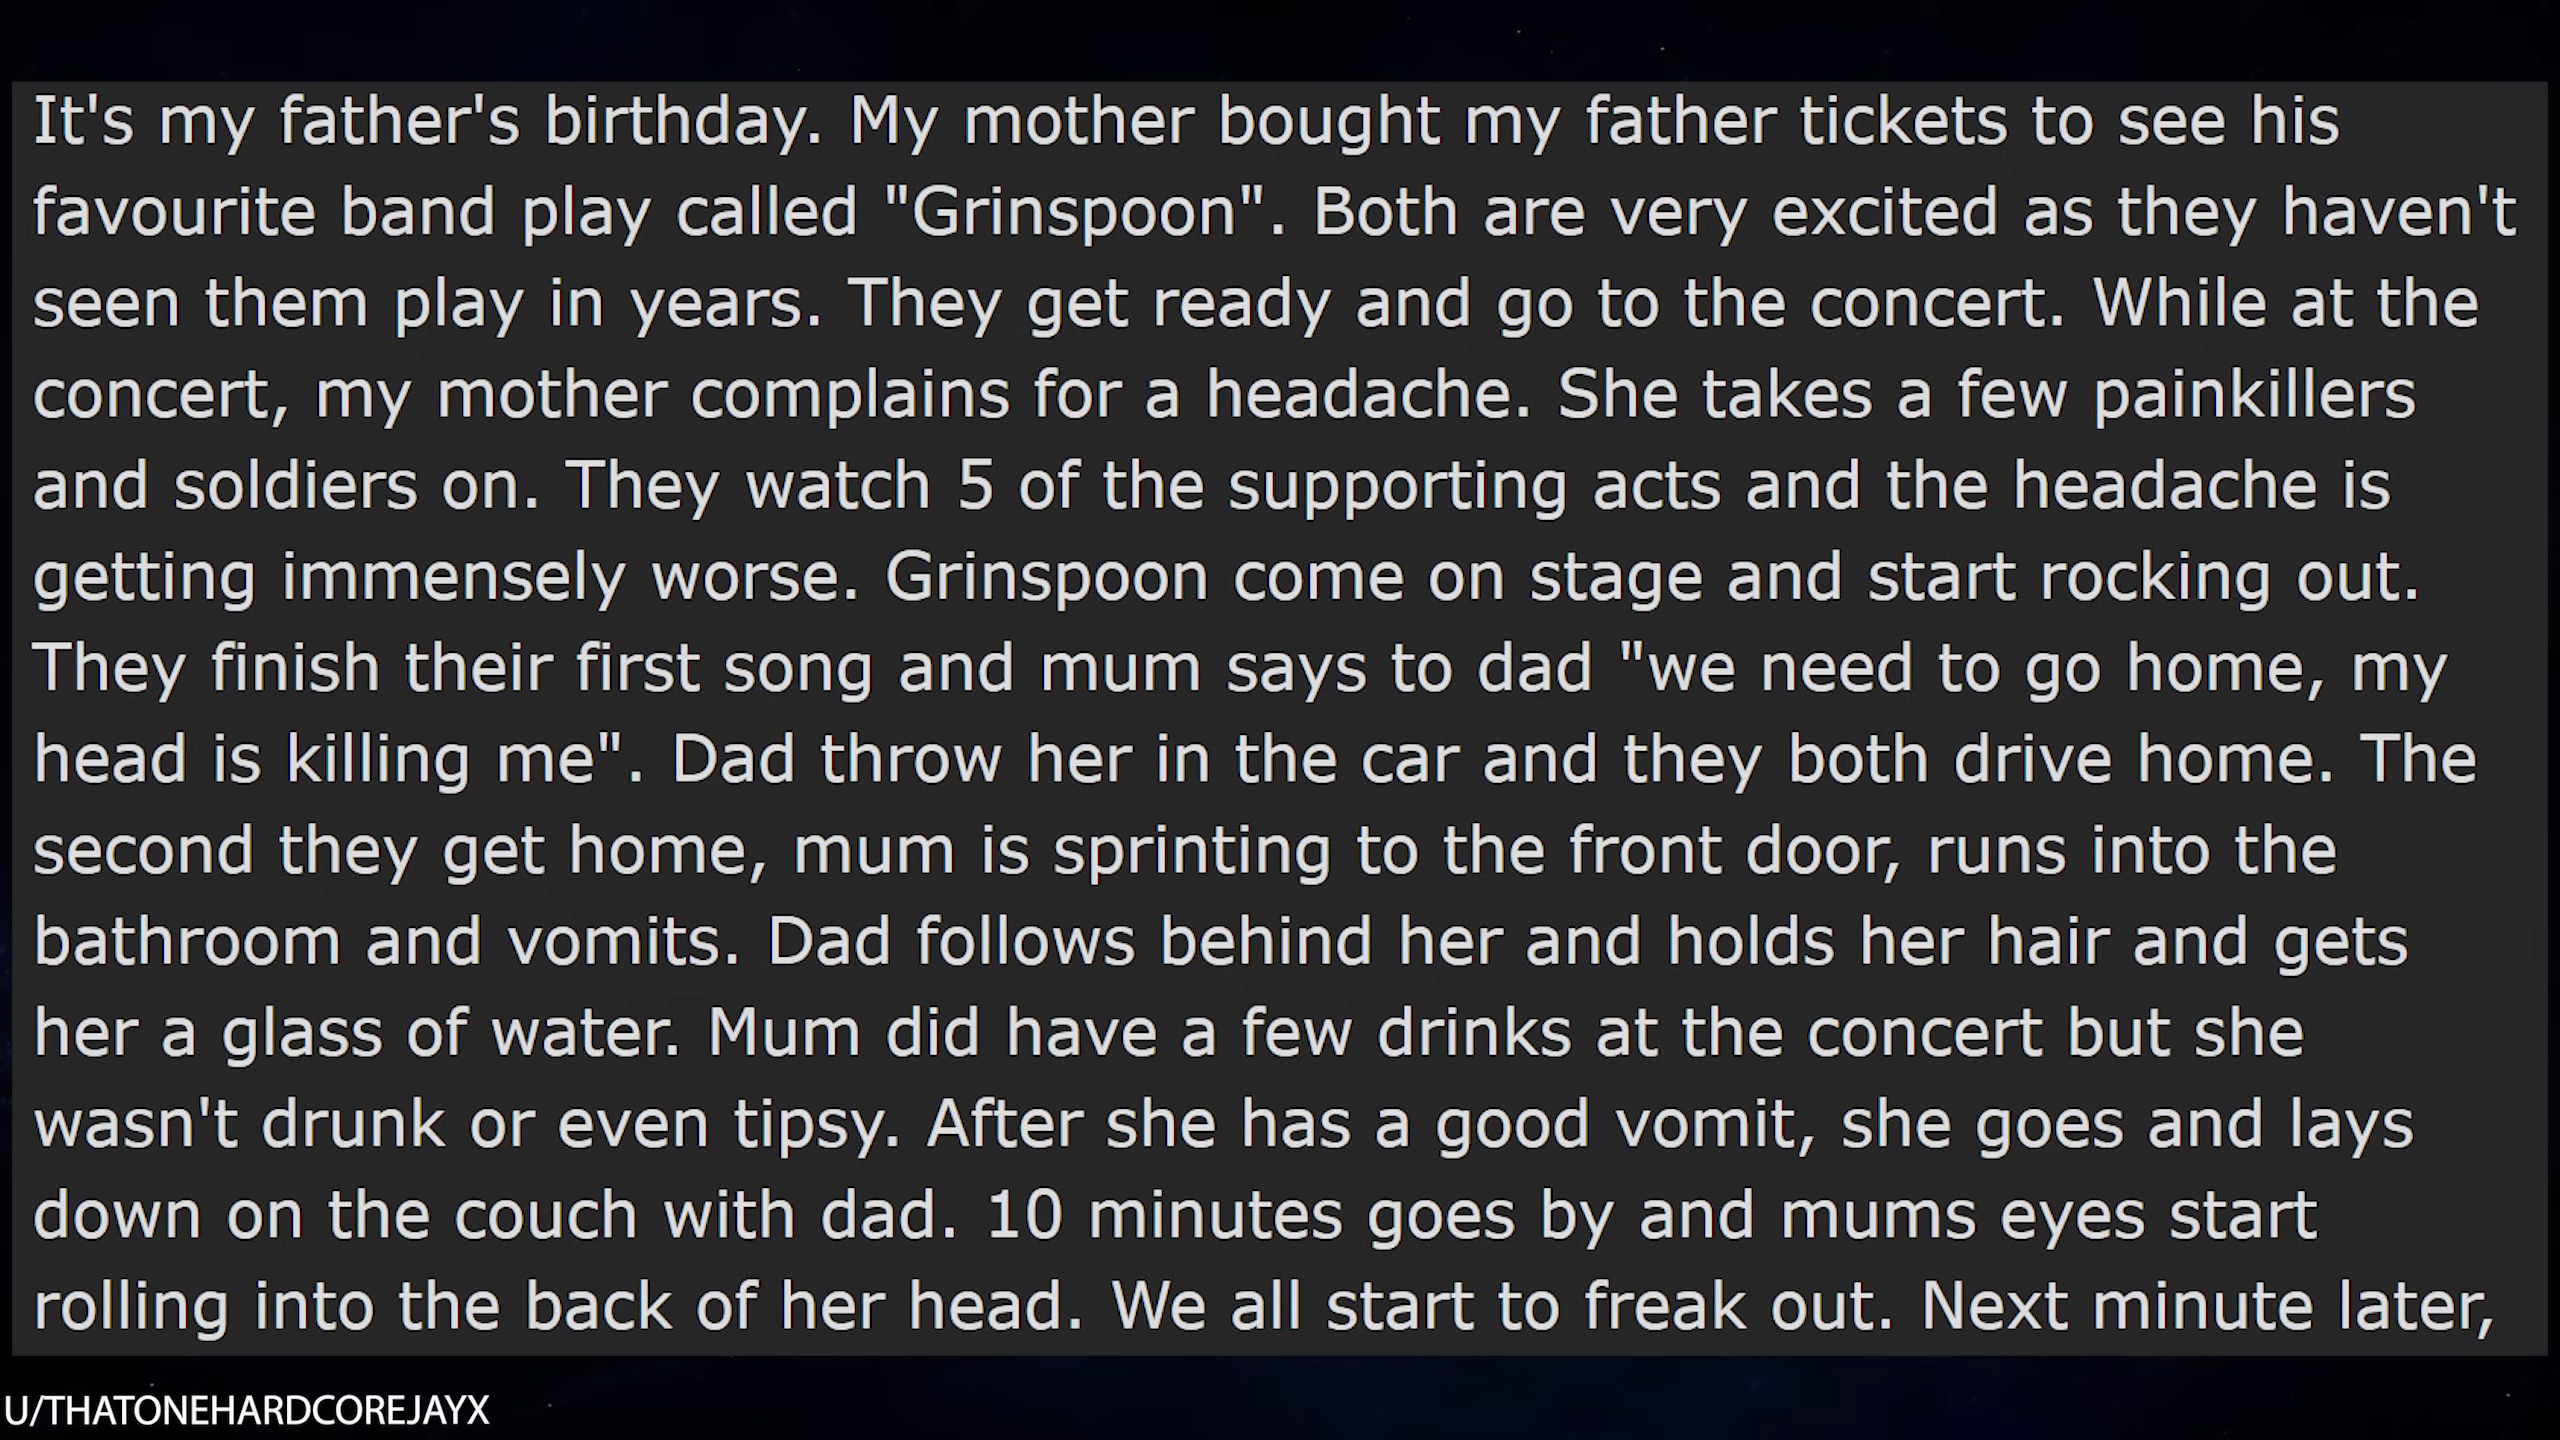 It's my father's birthday. My mother bought my father tickets to see his
favourite band play called "Grinspoon". Both are very excited as they haven't
seen them play in years. They get ready and go to the concert. While at the
concert, my mother complains for a headache. She takes a few painkillers
and soldiers on. They watch 5 of the supporting acts and the headache is
getting immensely worse. Grinspoon come on stage and start rocking out.
They finish their first song and mum says to dad "we need to go home, my
head is killing me". Dad throw her in the car and they both drive home. The
second they get home, mum is sprinting to the front door, runs into the
bathroom and vomits. Dad follows behind her and holds her hair and gets
her a glass of water. Mum did have a few drinks at the concert but she
wasn't drunk or even tipsy. After she has a good vomit, she goes and lays
down on the couch with dad. 10 minutes goes by and mums eyes start
rolling into the back of her head. We all start to freak out. Next minute later,
U/THATONEHARDCOREJAYX